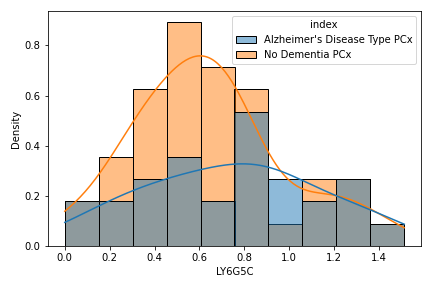 index
Alzheimer's Disease Type PCx
No Dementia PCx
Density
0.8
0.6
0.4
0.2
0.0
0.0 0.2 0.4 0.6 0.8 1.0 1.2 1.4
LY6G5C